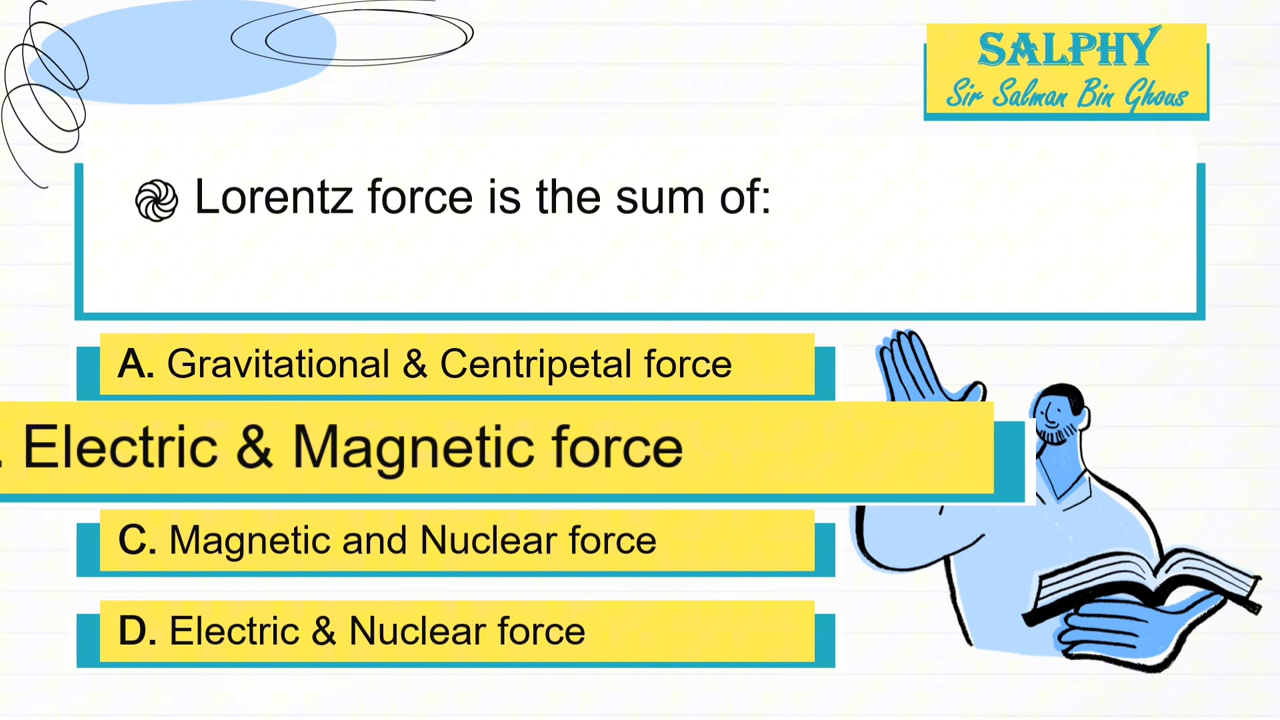 SALPHY
Sir Salman Bin Ghous
Lorentz force is the sum of:
A. Gravitational & Centripetal force
. Electric & Magnetic force
C. Magnetic and Nuclear force
D. Electric & Nuclear force